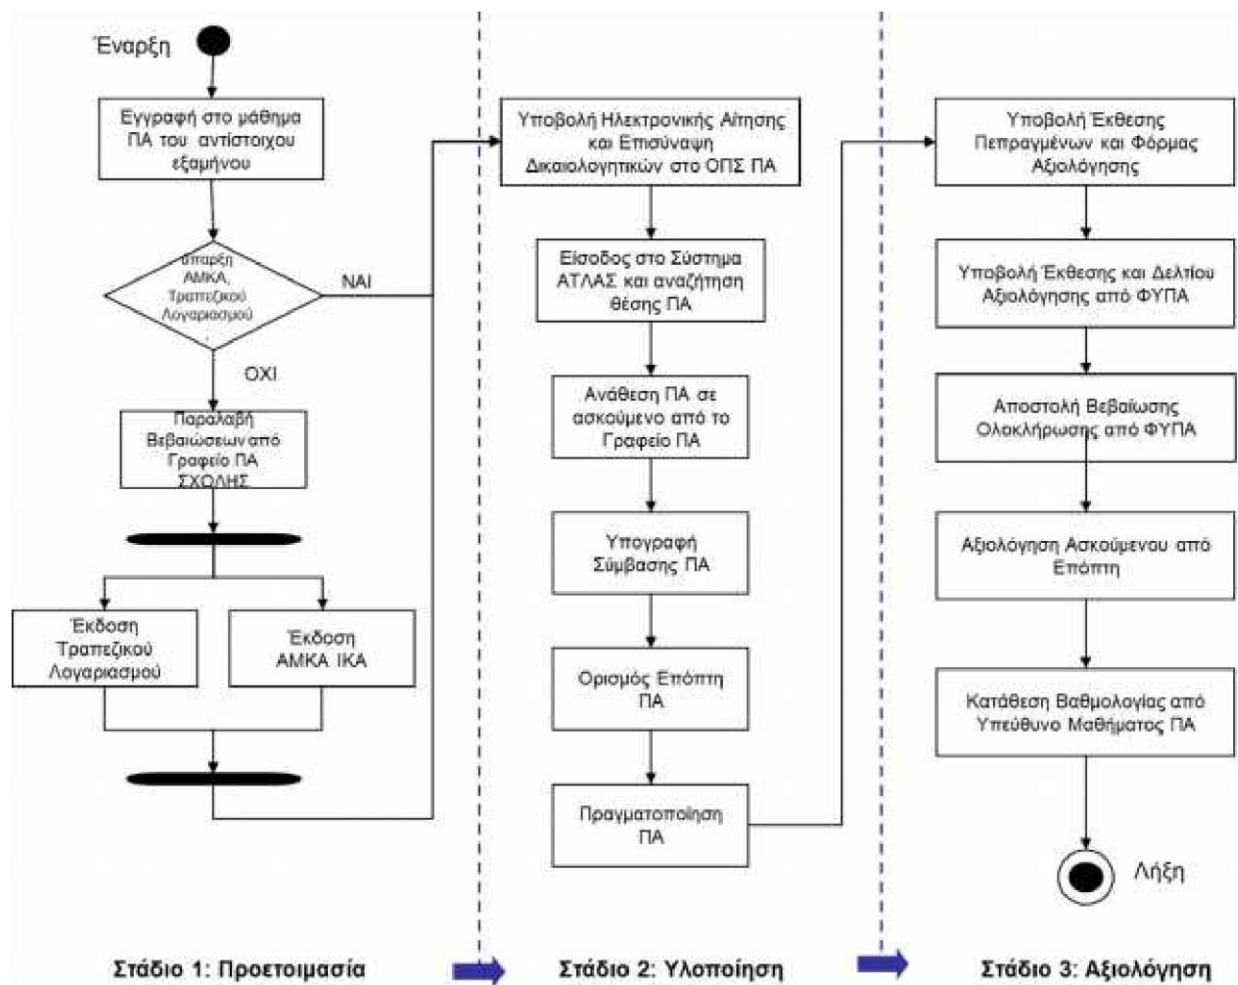 Έναρξη
Εγγραφή στο μάθημα
ΠΑ του αντίστοιχου
εξαμήνου
ύπαρξη
ΑΜΚΑ,
Τραπεζικού
Λογαριασμού
ΝΑΙ
ΟΧΙ
Παραλαβή
Βεβαιώσεων από
Γραφείο ΠΑ
ΣΧΟΛΗΣ
Έκδοση
Τραπεζικού
Λογαριασμού
Έκδοση
ΑΜΚΑ ΙΚΑ
Στάδιο 1: Προετοιμασία
Υποβολή Ηλεκτρονικής Αίτησης
και Επισύναψη
Δικαιολογητικών στο ΟΠΣ ΠΑ
Είσοδος στο Σύστημα
ΑΤΛΑΣ και αναζήτηση
θέσης ΠΑ
Ανάθεση ΠΑ σε
ασκούμενο από το
Γραφείο ΠΑ
Υπογραφή
Σύμβασης ΠΑ
Ορισμός Επόπτη
ΠΑ
Πραγματοποίηση
ΠΑ
Στάδιο 2: Υλοποίηση
Υποβολή Έκθεσης
Πεπραγμένων και Φόρμας
Αξιολόγησης
Υποβολή Έκθεσης και Δελτίου
Αξιολόγησης από ΦΥΠΑ
Αποστολή Βεβαίωσης
Ολοκλήρωσης από ΦΥΠΑ
Αξιολόγηση Ασκούμενου από
Επόπτη
Κατάθεση Βαθμολογίας από
Υπεύθυνο Μαθήματος ΠΑ
Λήξη
Στάδιο 3: Αξιολόγηση